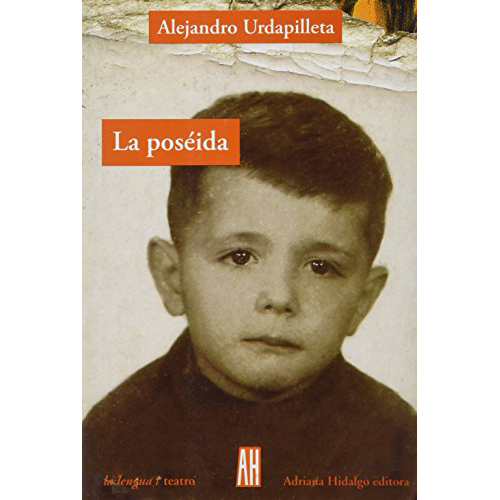 Alejandro Urdapilleta
La poséida
la lengua / teatro
AH
Adriana Hidalgo editora